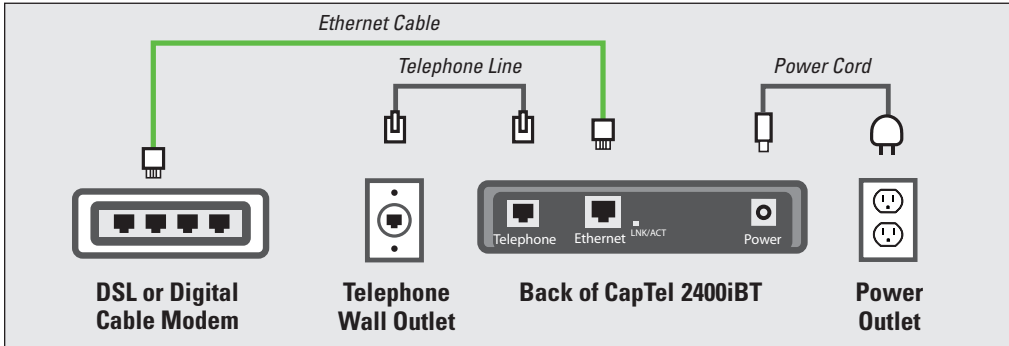 Ethernet Cable
Telephone Line
Power Cord
Telephone
Ethernet
LNK/ACT
Power
DSL or Digital
Cable Modem
Telephone
Wall Outlet
Back of CapTel 2400iBT
Power
Outlet